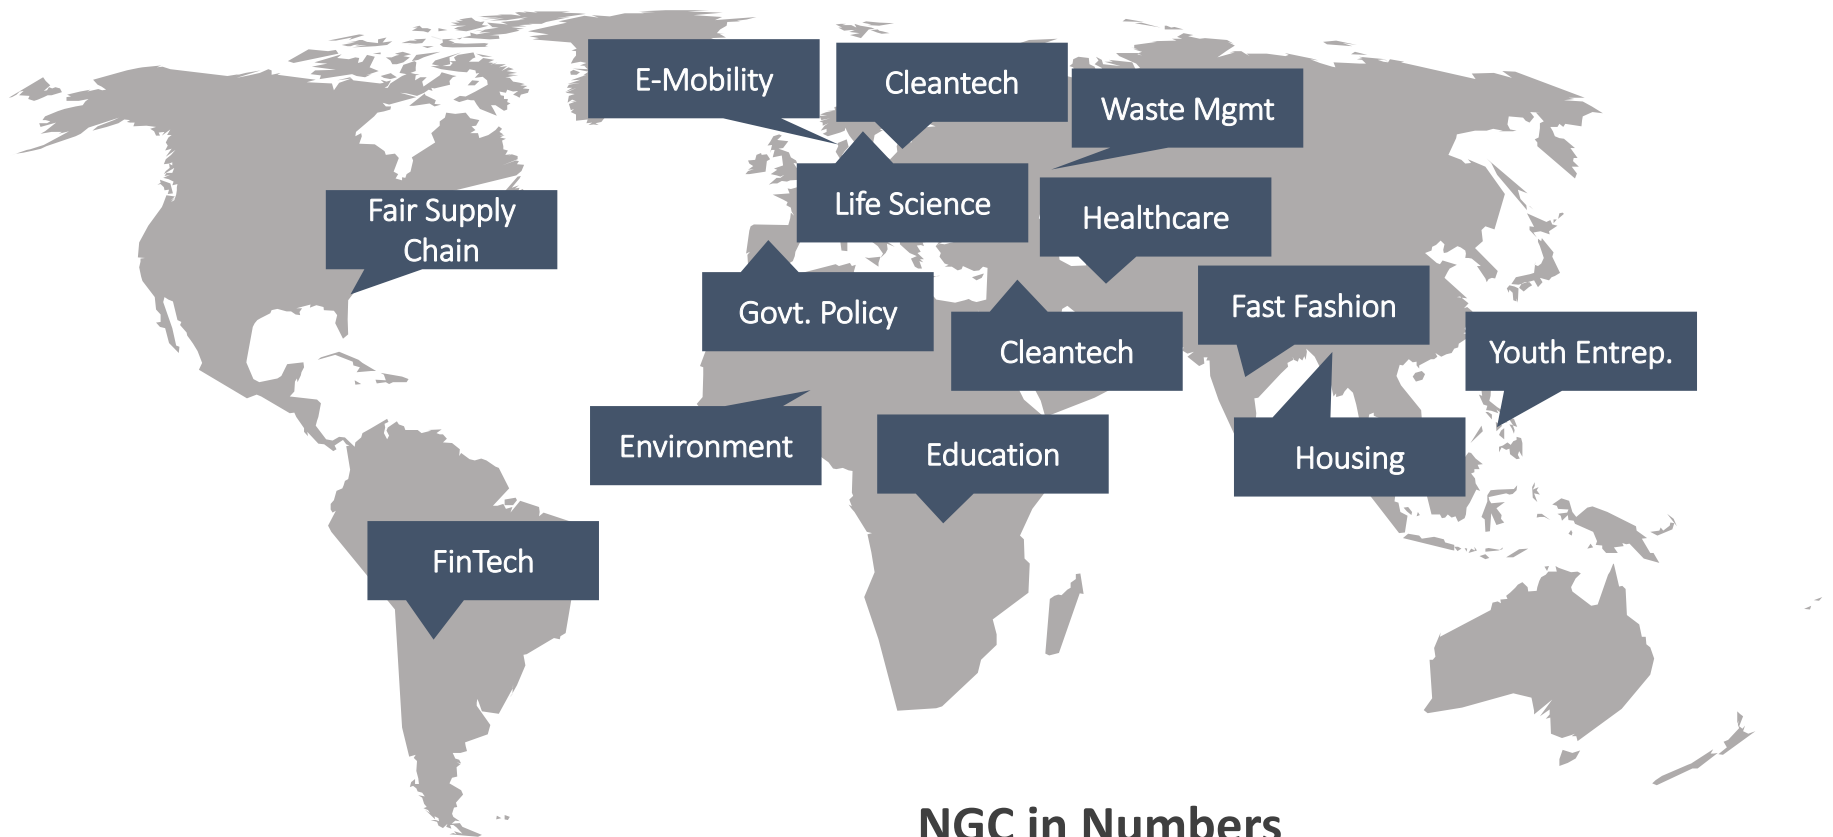 E-Mobility
Cleantech
Waste Mgmt
Life Science
Fair Supply
Chain
Healthcare
Govt. Policy
Fast Fashion
Cleantech
Youth Entrep.
Environment
Education
Housing
FinTech
NGC in Numbers